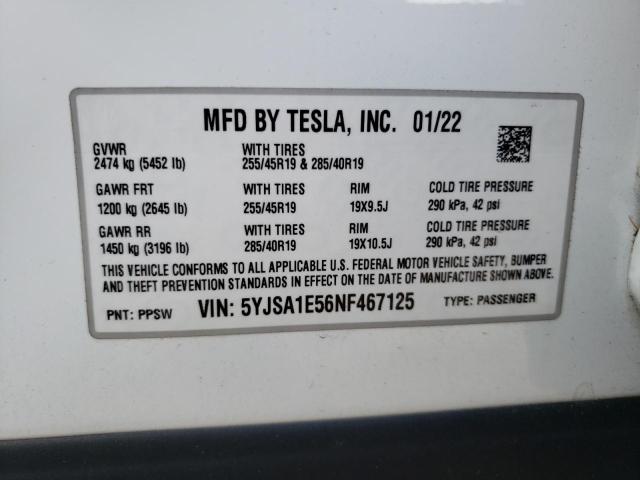 MFD BY TESLA, INC. 01/22
GVWR WITH TIRES
2474 kg (5452 lb) 255/45R19 & 285/40R19
GAWR FRT WITH TIRES RIM COLD TIRE PRESSURE
1200 kg (2645 lb) 255/45R19 19X9.5J 290 kPa, 42 psi
GAWR RR WITH TIRES RIM COLD TIRE PRESSURE
1450 kg (3196 lb) 285/40R19 19X10.5J 290 kPa, 42 psi
THIS VEHICLE CONFORMS TO ALL APPLICABLE U.S. FEDERAL MOTOR VEHICLE SAFETY, BUMPER
AND THEFT PREVENTION STANDARDS IN EFFECT ON THE DATE OF MANUFACTURE SHOWN ABOVE.
PNT: PPSW VIN: 5YJSA1E56NF467125 TYPE: PASSENGER